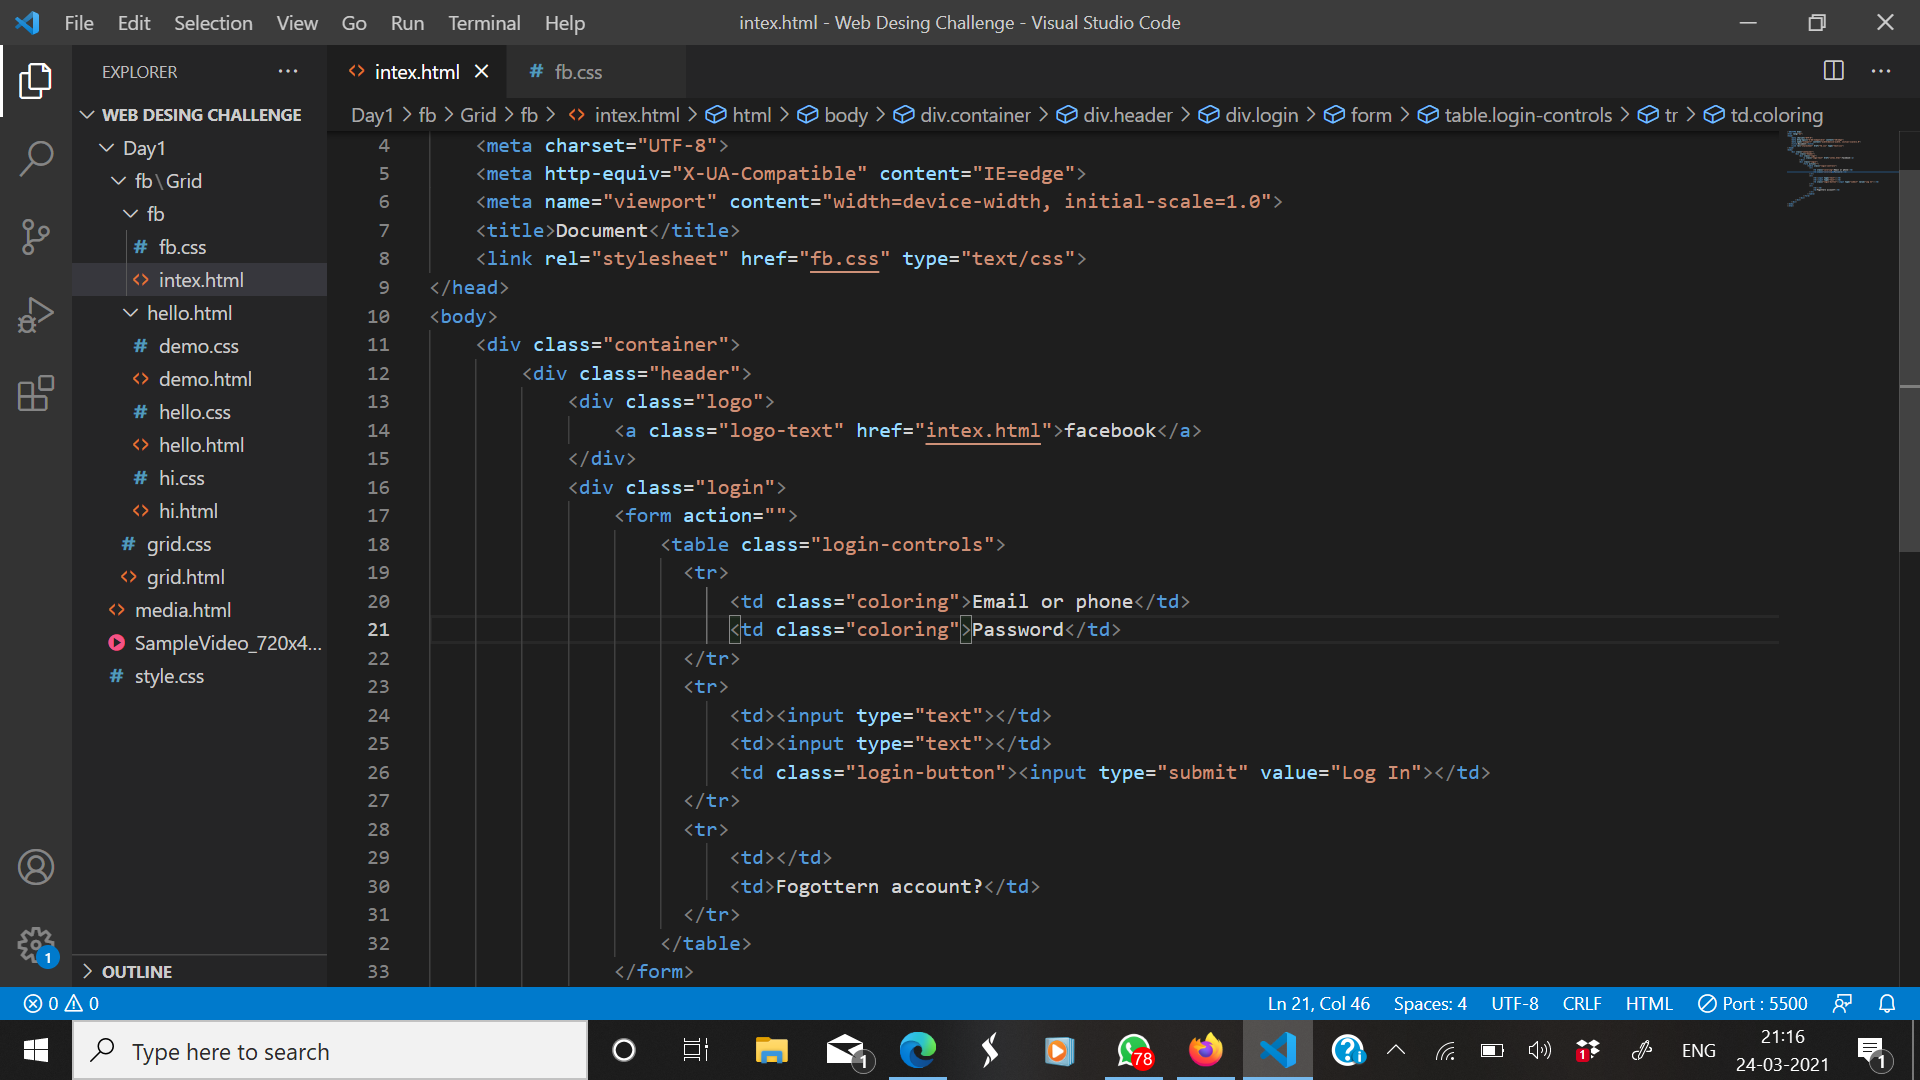 File Edit Selection View Go Run Terminal Help
intex.html - Web Desing Challenge - Visual Studio Code
EXPLORER
WEB DESING CHALLENGE
Day1
fb\Grid
fb
# fb.css
<> intex.html
hello.html
# demo.css
<> demo.html
# hello.css
<> hello.html
# hi.css
<> hi.html
# grid.css
<> grid.html
<> media.html
SampleVideo_720x4...
# style.css
OUTLINE
<> intex.html # fb.css
Day1 > fb > Grid > fb > <> intex.html > html > body > div.container > div.header > div.login > form > table.login-controls > tr > td.coloring
4 <meta charset="UTF-8">
5 <meta http-equiv="X-UA-Compatible" content="IE=edge">
6 <meta name="viewport" content="width=device-width, initial-scale=1.0">
7 <title>Document</title>
8 <link rel="stylesheet" href="fb.css" type="text/css">
9 </head>
10 <body>
11 <div class="container">
12 <div class="header">
13 <div class="logo">
14 <a class="logo-text" href="intex.html">facebook</a>
15 </div>
16 <div class="login">
17 <form action="">
18 <table class="login-controls">
19 <tr>
20 <td class="coloring">Email or phone</td>
21 <td class="coloring">Password</td>
22 </tr>
23 <tr>
24 <td><input type="text"></td>
25 <td><input type="text"></td>
26 <td class="login-button"><input type="submit" value="Log In"></td>
27 </tr>
28 <tr>
29 <td></td>
30 <td>Fogottern account?</td>
31 </tr>
32 </table>
33 </form>
1
0 0
Ln 21, Col 46 Spaces: 4 UTF-8 CRLF HTML Port : 5500
Type here to search
1
78
1
ENG
21:16
24-03-2021
1